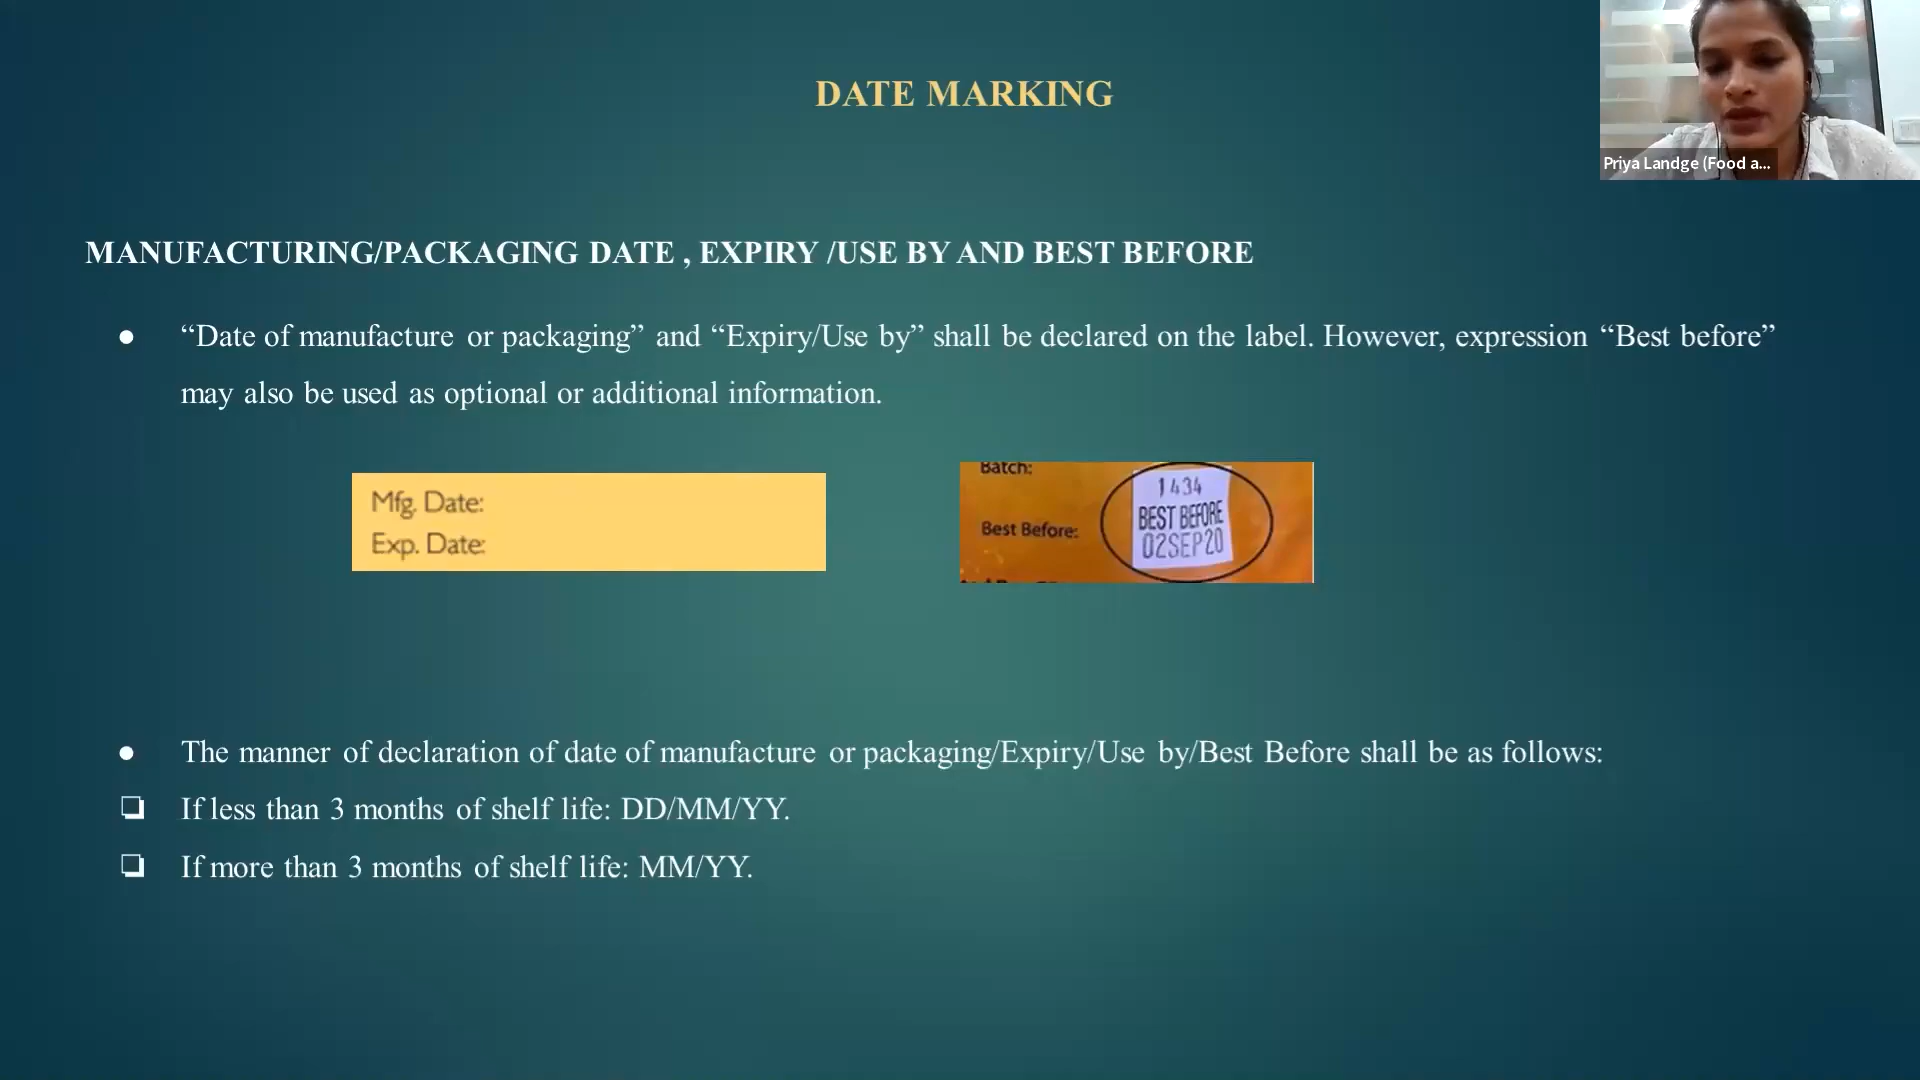 DATE MARKING
Priya Landge (Food a...
MANUFACTURING/PACKAGING DATE , EXPIRY /USE BY AND BEST BEFORE
● “Date of manufacture or packaging” and “Expiry/Use by” shall be declared on the label. However, expression “Best before”
may also be used as optional or additional information.
Mfg. Date:
Exp. Date:
Batch:
1434
Best Before:
BEST BEFORE
02SEP20
● The manner of declaration of date of manufacture or packaging/Expiry/Use by/Best Before shall be as follows:
❏ If less than 3 months of shelf life: DD/MM/YY.
❏ If more than 3 months of shelf life: MM/YY.